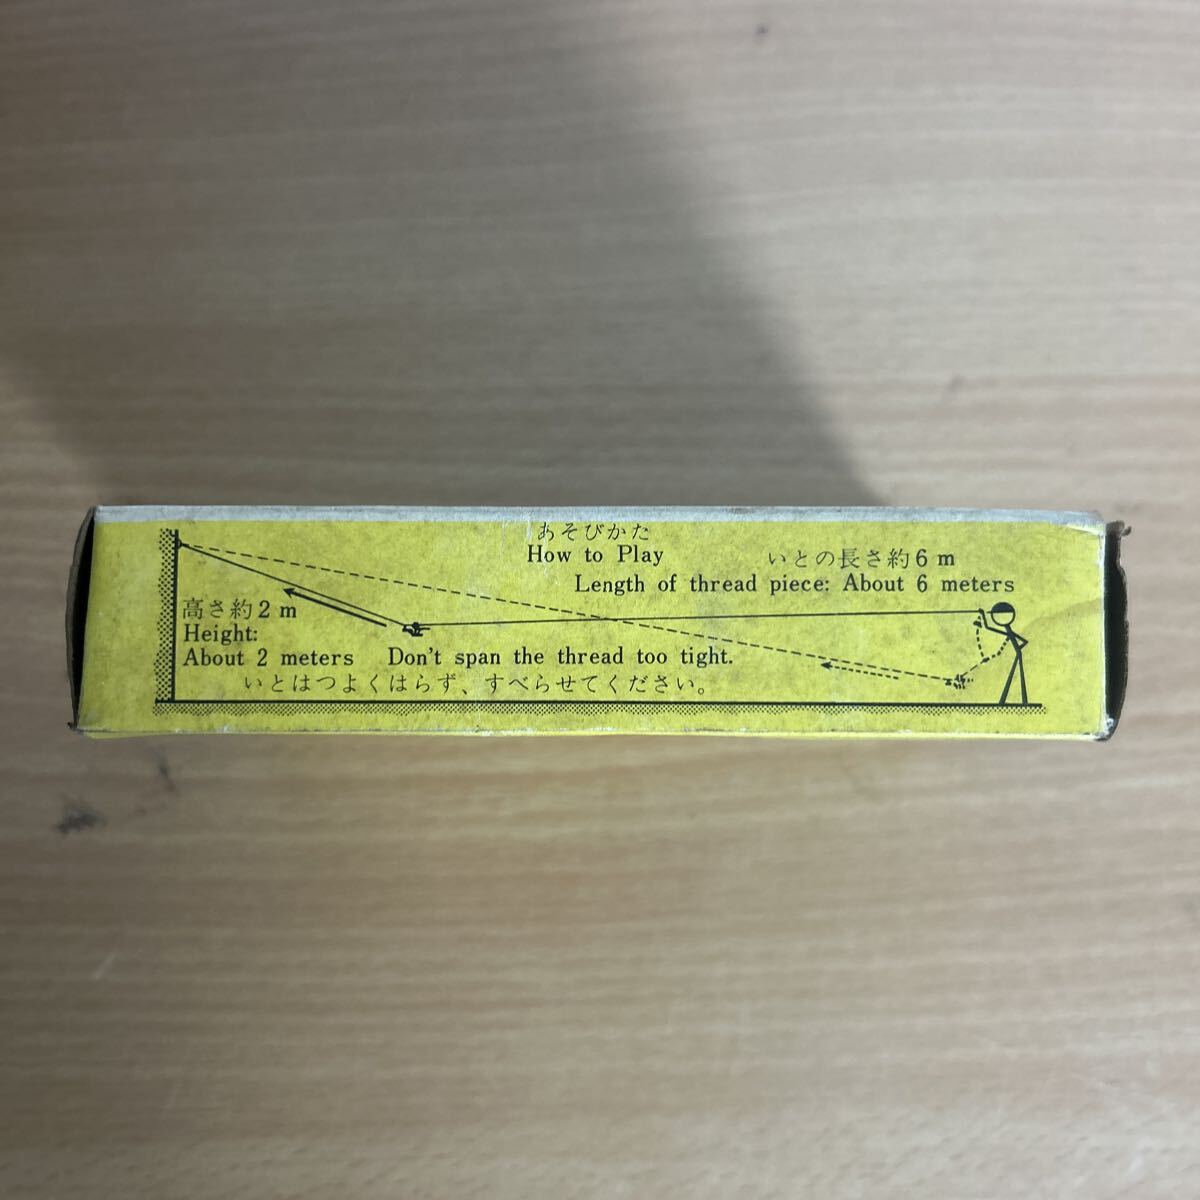 あそびかた
How to Play
いとの長さ約6m
Length of thread piece: About 6 meters
高さ約2m
Height:
About 2 meters
Don't span the thread too tight.
いとはつよくはらず、すべらせてください。